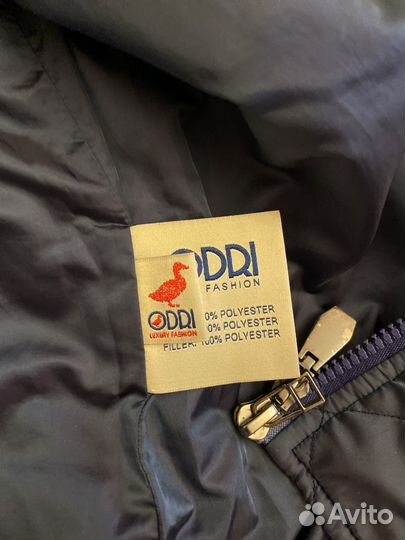 ODRI
FASHION
ODRI
LUXURY FASHION
0% POLYESTER
0% POLYESTER
FILLER: 100% POLYESTER
Avito